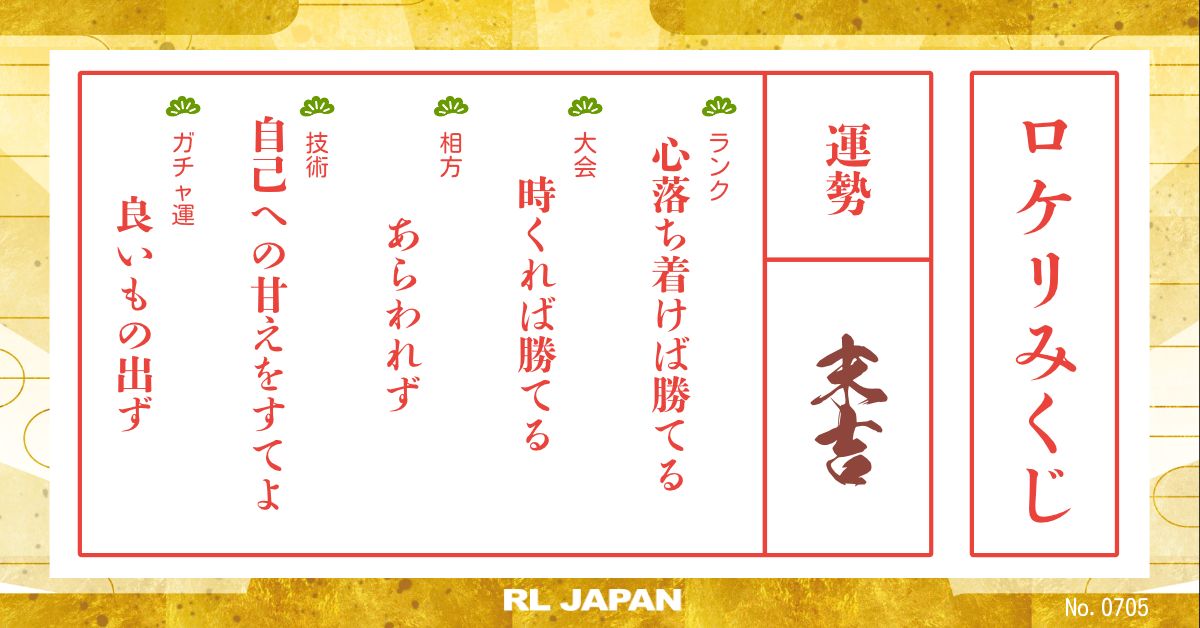 ロケリみくじ
運勢
末吉
ランク
心落ち着けば勝てる
大会
時くれば勝てる
相方
あらわれず
技術
自己への甘えをすてよ
ガチャ運
良いもの出ず
RL JAPAN
No. 0705